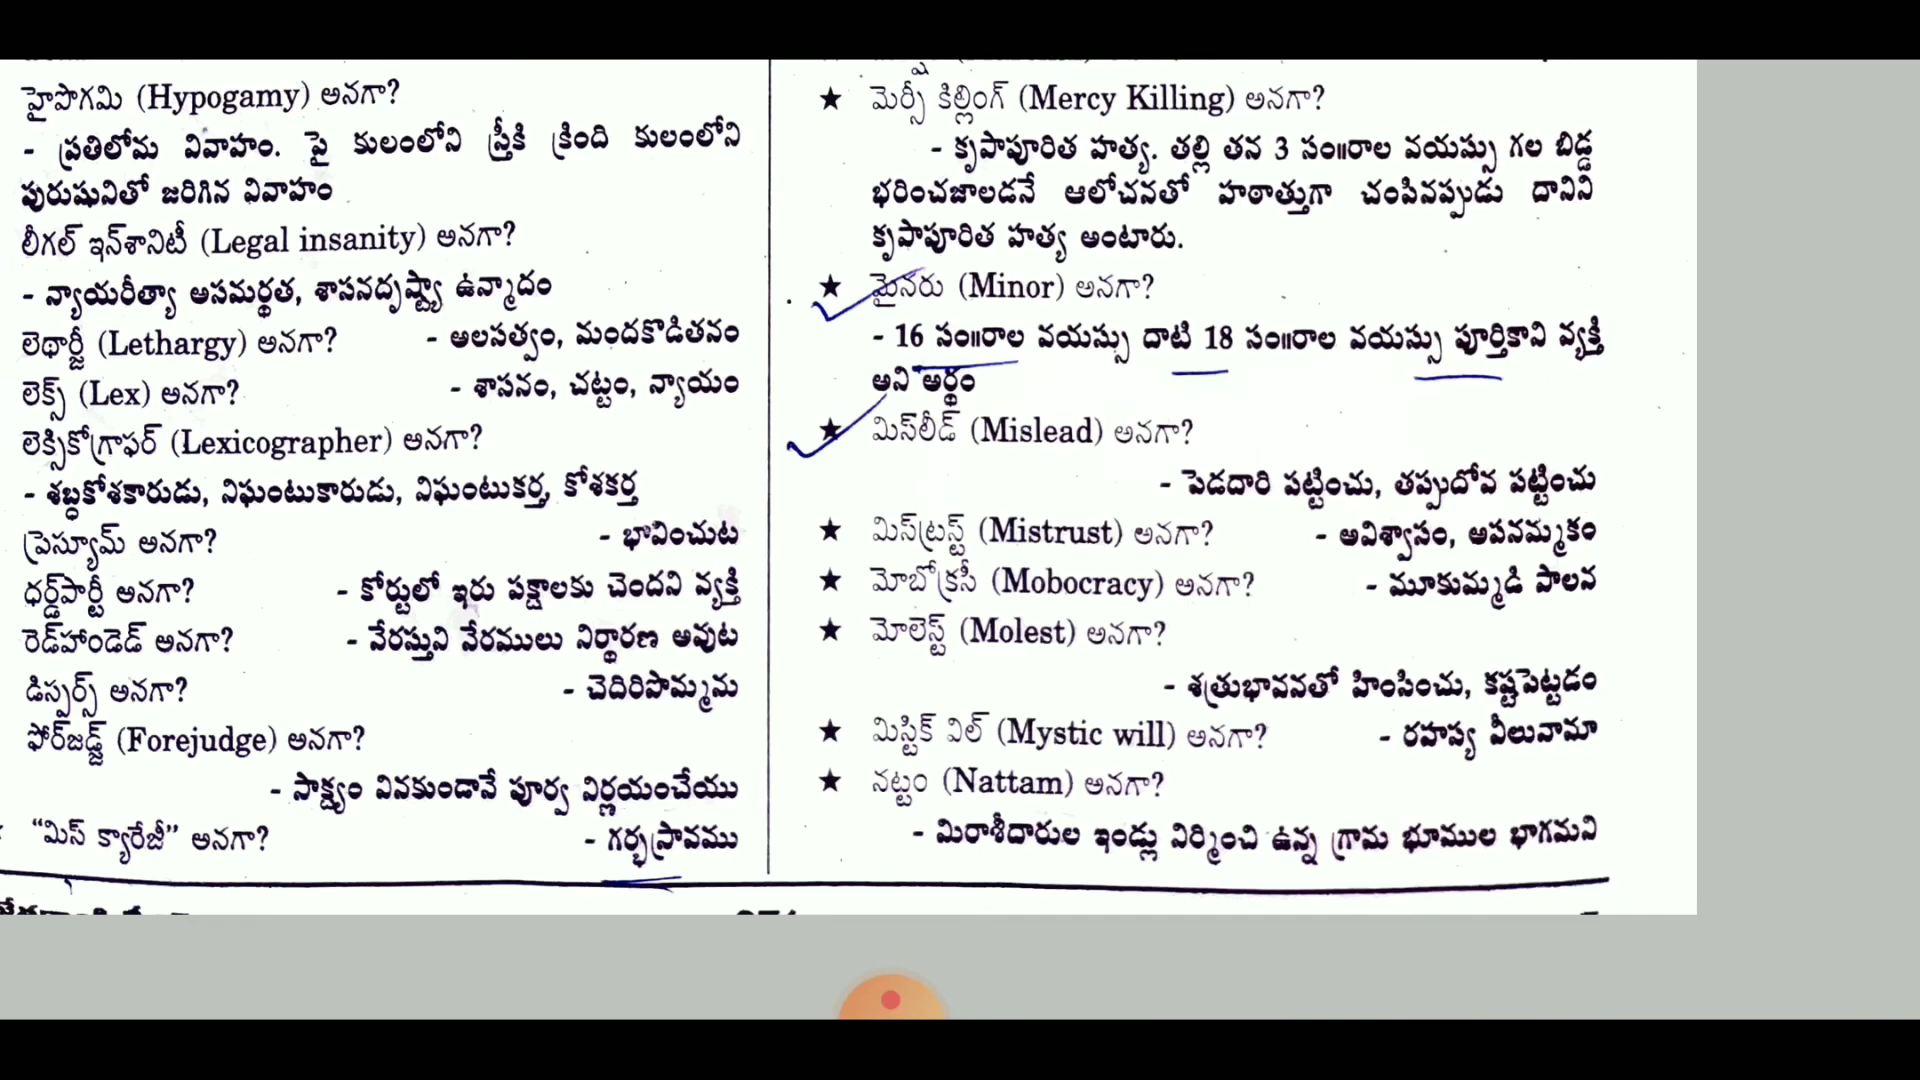 హైపొగమి (Hypogamy) అనగా?
- ప్రతిలోమ వివాహం. పై కులంలోని స్త్రీకి క్రింది కులంలోని
పురుషునితో జరిగిన వివాహం
లీగల్ ఇన్‌శానిటీ (Legal insanity) అనగా?
- న్యాయరీత్యా అసమర్థత, శాసనదృష్ట్యా ఉన్మాదం
లెథార్జీ (Lethargy) అనగా? - అలసత్వం, మందకొడితనం
లెక్స్ (Lex) అనగా? - శాసనం, చట్టం, న్యాయం
లెక్సికోగ్రాఫర్ (Lexicographer) అనగా?
- శబ్ధకోశకారుడు, నిఘంటుకారుడు, నిఘంటుకర్త, కోశకర్త
ప్రెస్యూమ్ అనగా? - భావించుట
థర్డ్‌పార్టీ అనగా? - కోర్టులో ఇరు పక్షాలకు చెందని వ్యక్తి
రెడ్‌హాండెడ్ అనగా? - నేరస్తుని నేరములు నిర్ధారణ అవుట
డిస్పర్స్ అనగా? - చెదిరిపొమ్మను
ఫోర్‌జడ్జ్ (Forejudge) అనగా?
- సాక్ష్యం వినకుండానే పూర్వ నిర్ణయంచేయు
“మిస్ క్యారేజీ” అనగా? - గర్భస్రావము
★ మెర్సీ కిల్లింగ్ (Mercy Killing) అనగా?
- కృపాపూరిత హత్య. తల్లి తన 3 సం॥రాల వయస్సు గల బిడ్డ
భరించజాలడనే ఆలోచనతో హఠాత్తుగా చంపినప్పుడు దానిని
కృపాపూరిత హత్య అంటారు.
★ మైనరు (Minor) అనగా?
- 16 సం॥రాల వయస్సు దాటి 18 సం॥రాల వయస్సు పూర్తికాని వ్యక్తి
అని అర్థం
★ మిస్‌లీడ్ (Mislead) అనగా?
- పెడదారి పట్టించు, తప్పుదోవ పట్టించు
★ మిస్‌ట్రస్ట్ (Mistrust) అనగా? - అవిశ్వాసం, అపనమ్మకం
★ మోబోక్రసీ (Mobocracy) అనగా? - మూకుమ్మడి పాలన
★ మోలెస్ట్ (Molest) అనగా?
- శత్రుభావనతో హింసించు, కష్టపెట్టడం
★ మిస్టిక్ విల్ (Mystic will) అనగా? - రహస్య వీలునామా
★ నట్టం (Nattam) అనగా?
- మిరాశీదారుల ఇండ్లు నిర్మించి ఉన్న గ్రామ భూముల భాగమని